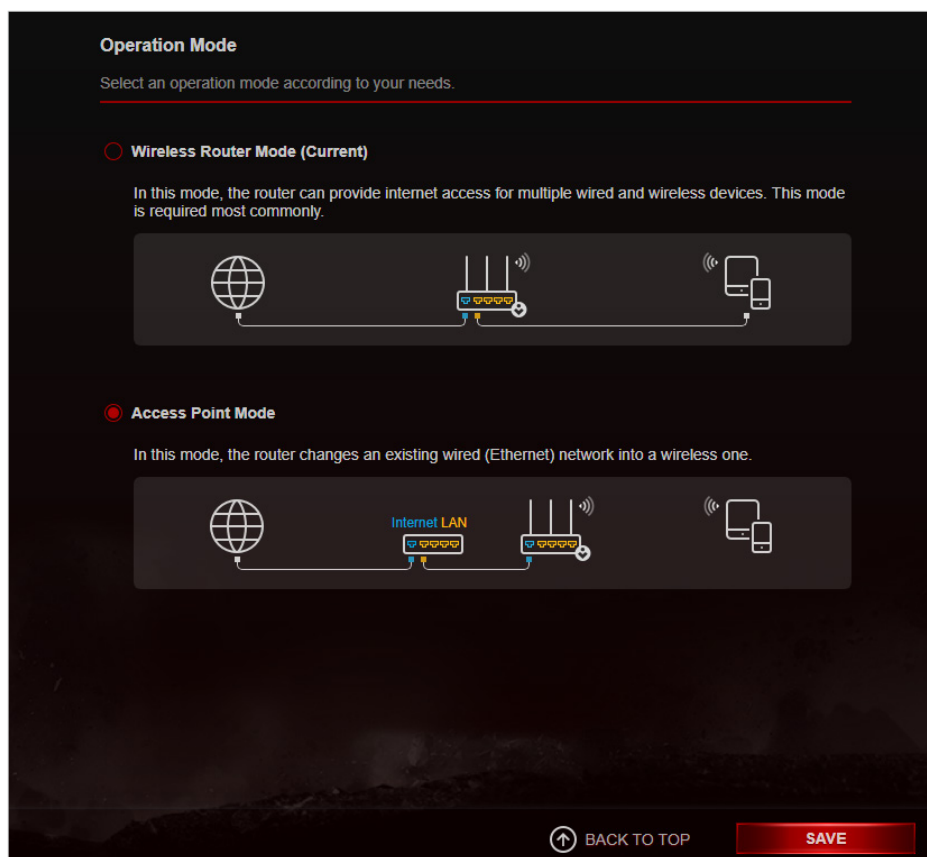 Operation Mode
Select an operation mode according to your needs.
Wireless Router Mode (Current)
In this mode, the router can provide internet access for multiple wired and wireless devices. This mode
is required most commonly.
Access Point Mode
In this mode, the router changes an existing wired (Ethernet) network into a wireless one.
Internet LAN
BACK TO TOP
SAVE